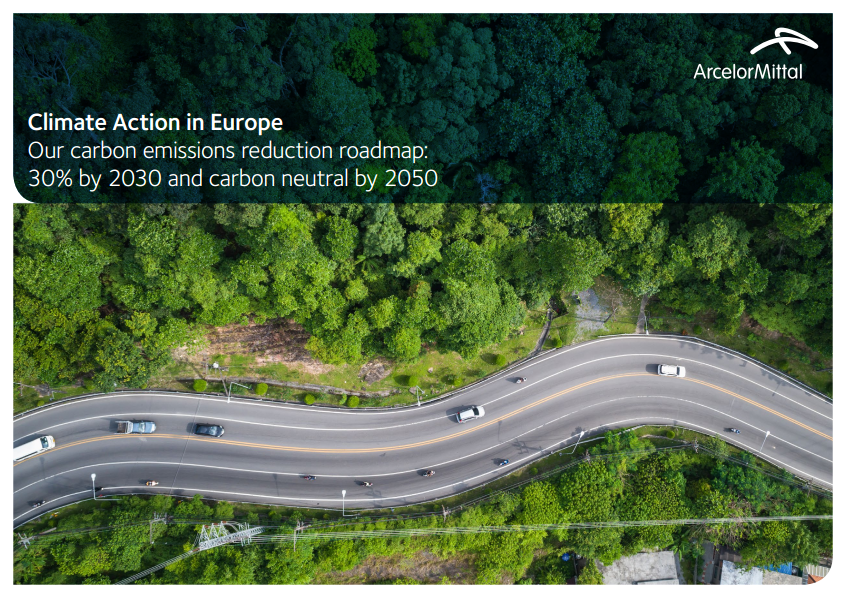 ArcelorMittal
Climate Action in Europe
Our carbon emissions reduction roadmap:
30% by 2030 and carbon neutral by 2050